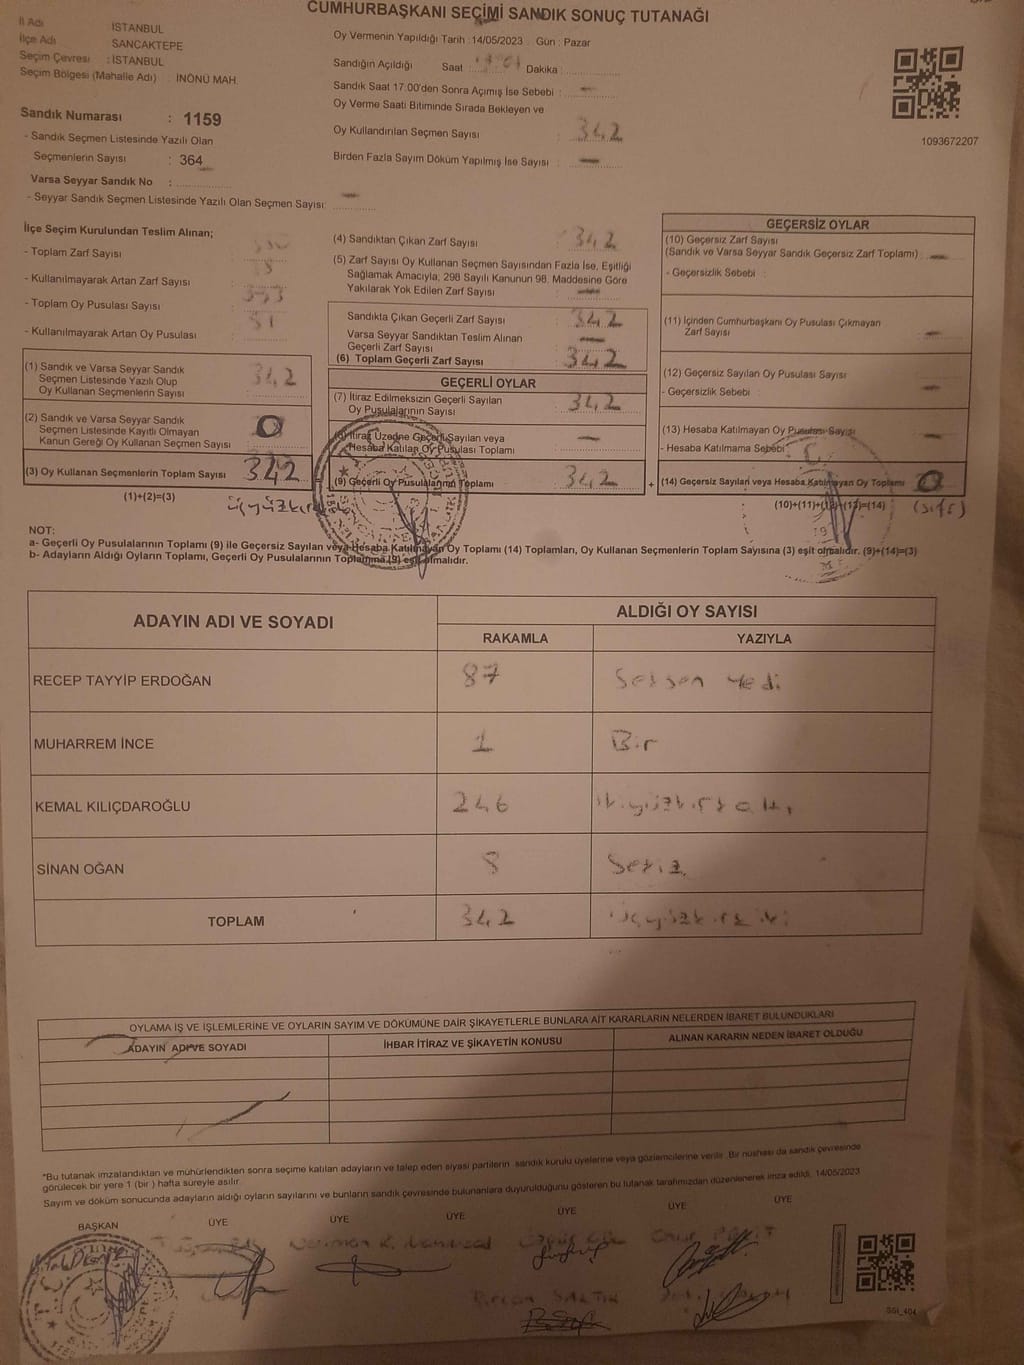 CUMHURBAŞKANI SEÇİMİ SANDIK SONUÇ TUTANAĞI
İl Adı İSTANBUL
İlçe Adı SANCAKTEPE
Seçim Çevresi : İSTANBUL
Seçim Bölgesi (Mahalle Adı) : İNÖNÜ MAH.
Sandık Numarası : 1159
- Sandık Seçmen Listesinde Yazılı Olan
Seçmenlerin Sayısı : 364
Varsa Seyyar Sandık No :
- Seyyar Sandık Seçmen Listesinde Yazılı Olan Seçmen Sayısı:
Oy Vermenin Yapıldığı Tarih :14/05/2023 Gün : Pazar
Sandığın Açıldığı Saat : Dakika :
Sandık Saat 17.00'den Sonra Açmış İse Sebebi :
Oy Verme Saati Bitiminde Sırada Bekleyen ve
Oy Kullandırılan Seçmen Sayısı : 342
Birden Fazla Sayım Döküm Yapılmış İse Sayısı :
1093672207
İlçe Seçim Kurulundan Teslim Alınan;
- Toplam Zarf Sayısı
- Kullanılmayarak Artan Zarf Sayısı
- Toplam Oy Pusulası Sayısı
- Kullanılmayarak Artan Oy Pusulası
(1) Sandık ve Varsa Seyyar Sandık
Seçmen Listesinde Yazılı Olup
Oy Kullanan Seçmenlerin Sayısı : 342
(2) Sandık ve Varsa Seyyar Sandık
Seçmen Listesinde Kayıtlı Olmayan
Kanun Gereği Oy Kullanan Seçmen Sayısı : 0
(3) Oy Kullanan Seçmenlerin Toplam Sayısı : 342
(1)+(2)=(3)
(4) Sandıktan Çıkan Zarf Sayısı : 342
(5) Zarf Sayısı Oy Kullanan Seçmen Sayısından Fazla İse, Eşitliği
Sağlamak Amacıyla, 298 Sayılı Kanunun 98. Maddesine Göre
Yakılarak Yok Edilen Zarf Sayısı :
Sandıkta Çıkan Geçerli Zarf Sayısı : 342
Varsa Seyyar Sandıktan Teslim Alınan
Geçerli Zarf Sayısı :
(6) Toplam Geçerli Zarf Sayısı : 342
GEÇERLİ OYLAR
(7) İtiraz Edilmeksizin Geçerli Sayılan
Oy Pusulalarının Sayısı : 342
(8) İtiraz Üzerine Geçerli Sayılan veya
Hesaba Katılan Oy Pusulası Toplamı
(9) Geçerli Oy Pusulalarının Toplamı : 342 +
GEÇERSİZ OYLAR
(10) Geçersiz Zarf Sayısı
(Sandık ve Varsa Seyyar Sandık Geçersiz Zarf Toplamı)
- Geçersizlik Sebebi :
(11) İçinden Cumhurbaşkanı Oy Pusulası Çıkmayan
Zarf Sayısı
(12) Geçersiz Sayılan Oy Pusulası Sayısı
- Geçersizlik Sebebi :
(13) Hesaba Katılmayan Oy Pusulası Sayısı
- Hesaba Katılmama Sebebi :
(14) Geçersiz Sayılan veya Hesaba Katılmayan Oy Toplamı 0
(10)+(11)+(12)+(13)=(14) (sıfır)
NOT:
a- Geçerli Oy Pusulalarının Toplamı (9) ile Geçersiz Sayılan veya Hesaba Katılmayan Oy Toplamı (14) Toplamları, Oy Kullanan Seçmenlerin Toplam Sayısına (3) eşit olmalıdır. (9)+(14)=(3)
b- Adayların Aldığı Oyların Toplamı, Geçerli Oy Pusulalarının Toplamına (9) eşit olmalıdır.
ADAYIN ADI VE SOYADI ALDIĞI OY SAYISI
RAKAMLA YAZIYLA
RECEP TAYYİP ERDOĞAN 87 Seksen Yedi
MUHARREM İNCE 1 Bir
KEMAL KILIÇDAROĞLU 246 ikiyüzkırkaltı
SİNAN OĞAN 8 Sekiz
TOPLAM 342 üçyüzkırkiki
OYLAMA İŞ VE İŞLEMLERİNE VE OYLARIN SAYIM VE DÖKÜMÜNE DAİR ŞİKAYETLERLE BUNLARA AİT KARARLARIN NELERDEN İBARET BULUNDUKLARI
ADAYIN ADI VE SOYADI İHBAR İTİRAZ VE ŞİKAYETİN KONUSU ALINAN KARARIN NEDEN İBARET OLDUĞU
*Bu tutanak imzalandıktan ve mühürlendikten sonra seçime katılan adayların ve talep eden siyasi partilerin sandık kurulu üyelerine veya gözlemcilerine verilir. Bir nüshası da sandık çevresinde
görülecek bir yere 1 (bir ) hafta süreyle asılır.
Sayım ve döküm sonucunda adayların aldığı oyların sayılarını ve bunların sandık çevresinde bulunanlara duyurulduğunu gösteren bu tutanak tarafımızdan düzenlenerek imza edildi. 14/05/2023
BAŞKAN ÜYE ÜYE ÜYE ÜYE ÜYE ÜYE